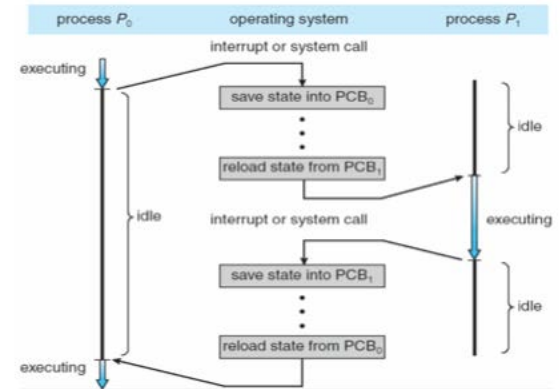 process P0 operating system process P1
interrupt or system call
executing
save state into PCB0
idle
reload state from PCB1
idle
interrupt or system call
executing
save state into PCB1
idle
reload state from PCB0
executing